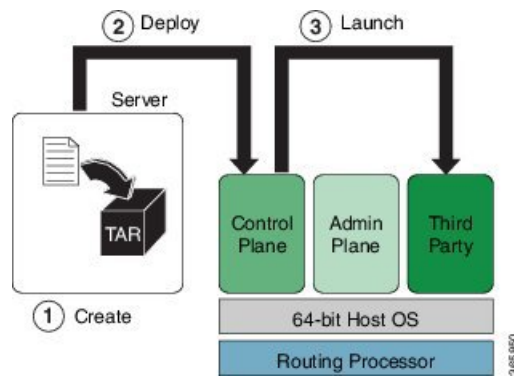 2 Deploy
3 Launch
Server
TAR
1 Create
Control
Plane
Admin
Plane
Third
Party
64-bit Host OS
Routing Processor